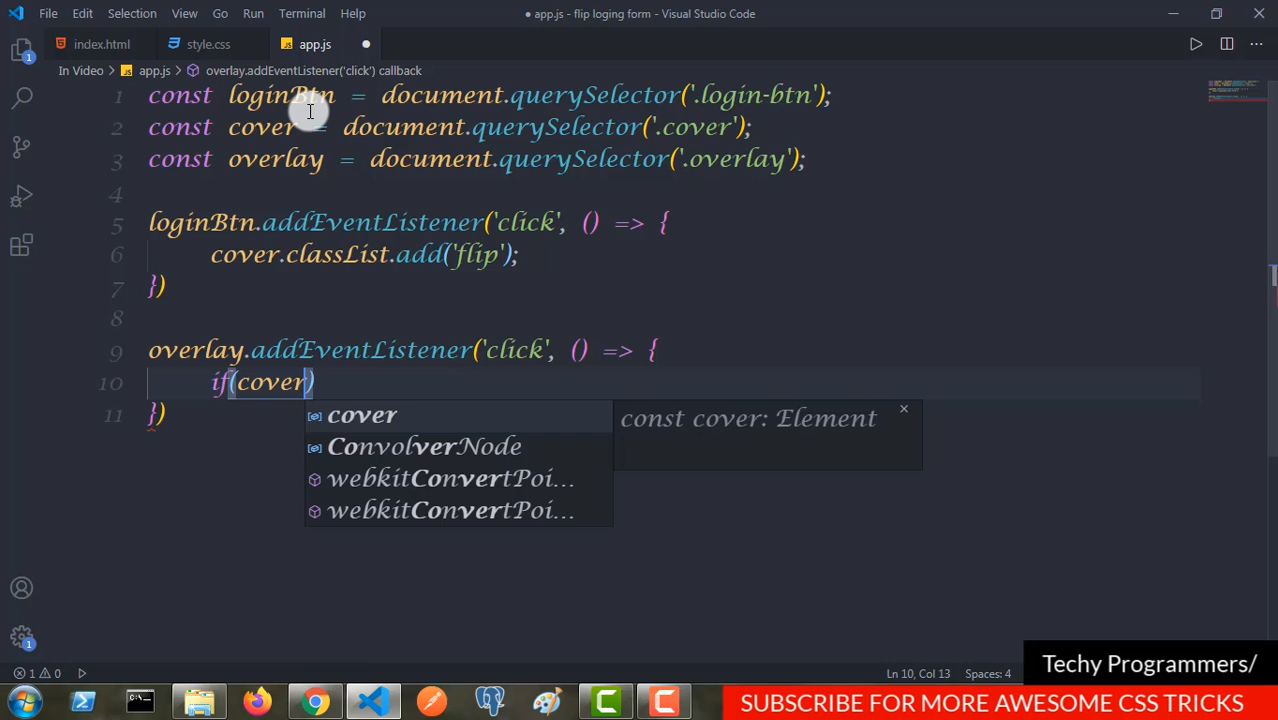 File Edit Selection View Go Run Terminal Help ● app.js - flip loging form - Visual Studio Code
index.html style.css JS app.js ●
In Video > JS app.js > overlay.addEventListener('click') callback
1 const loginBtn = document.querySelector('.login-btn');
2 const cover = document.querySelector('.cover');
3 const overlay = document.querySelector('.overlay');
4
5 loginBtn.addEventListener('click', () => {
6 cover.classList.add('flip');
7 })
8
9 overlay.addEventListener('click', () => {
10 if(cover)
11 })
cover const cover: Element
ConvolverNode
webkitConvertPoi...
webkitConvertPoi...
1
1
Techy Programmers/
1 0 Ln 10, Col 13 Spaces: 4
SUBSCRIBE FOR MORE AWESOME CSS TRICKS